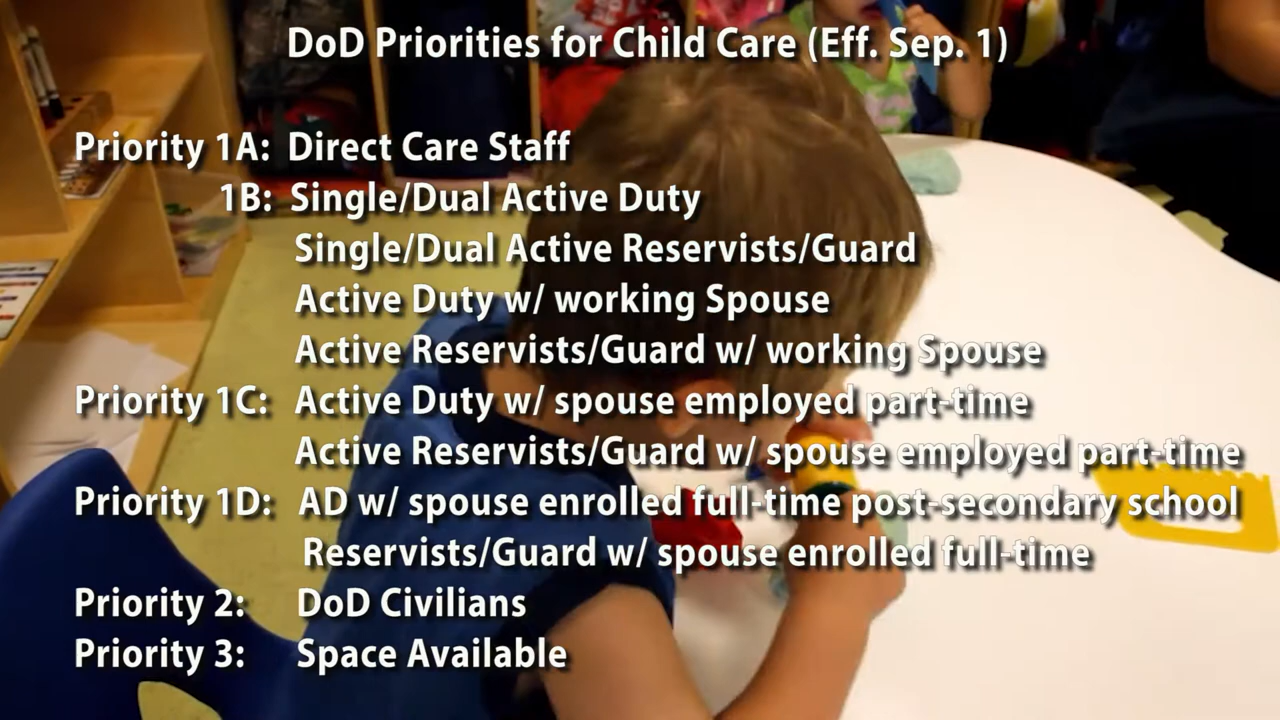 DoD Priorities for Child Care (Eff. Sep. 1)
Priority 1A: Direct Care Staff
1B: Single/Dual Active Duty
Single/Dual Active Reservists/Guard
Active Duty w/ working Spouse
Active Reservists/Guard w/ working Spouse
Priority 1C: Active Duty w/ spouse employed part-time
Active Reservists/Guard w/ spouse employed part-time
Priority 1D: AD w/ spouse enrolled full-time post-secondary school
Reservists/Guard w/ spouse enrolled full-time
Priority 2: DoD Civilians
Priority 3: Space Available